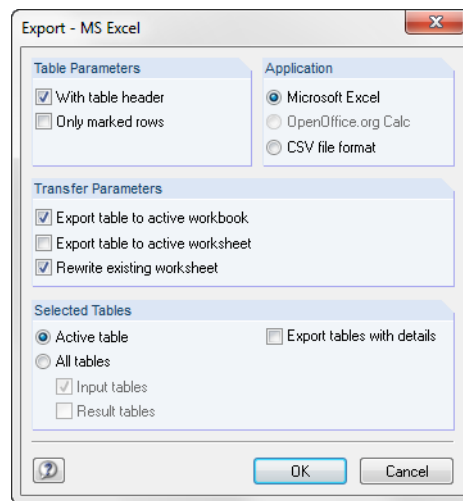 Export - MS Excel
Table Parameters
With table header
Only marked rows
Application
Microsoft Excel
OpenOffice.org Calc
CSV file format
Transfer Parameters
Export table to active workbook
Export table to active worksheet
Rewrite existing worksheet
Selected Tables
Active table
All tables
Input tables
Result tables
Export tables with details
OK
Cancel